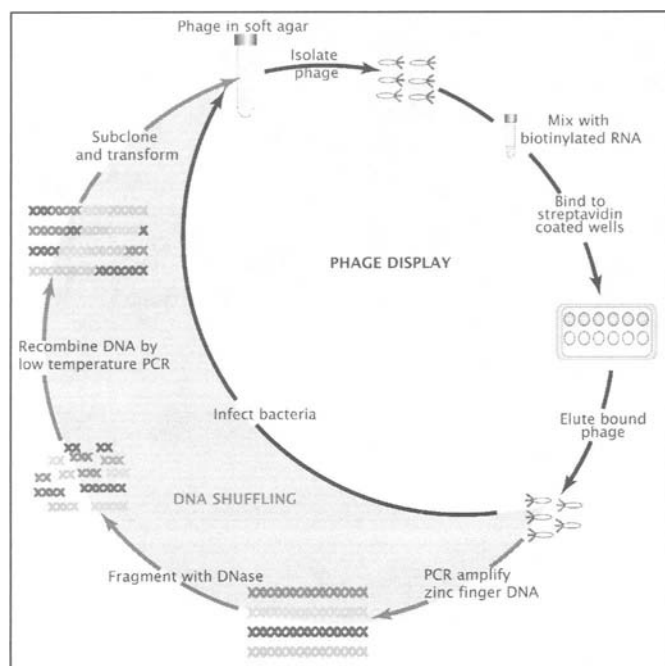 Phage in soft agar
Isolate
phage
Mix with
biotinylated RNA
Bind to
streptavidin
coated wells
Elute bound
phage
PCR amplify
zinc finger DNA
Fragment with DNase
Recombine DNA by
low temperature PCR
Subclone
and transform
PHAGE DISPLAY
Infect bacteria
DNA SHUFFLING